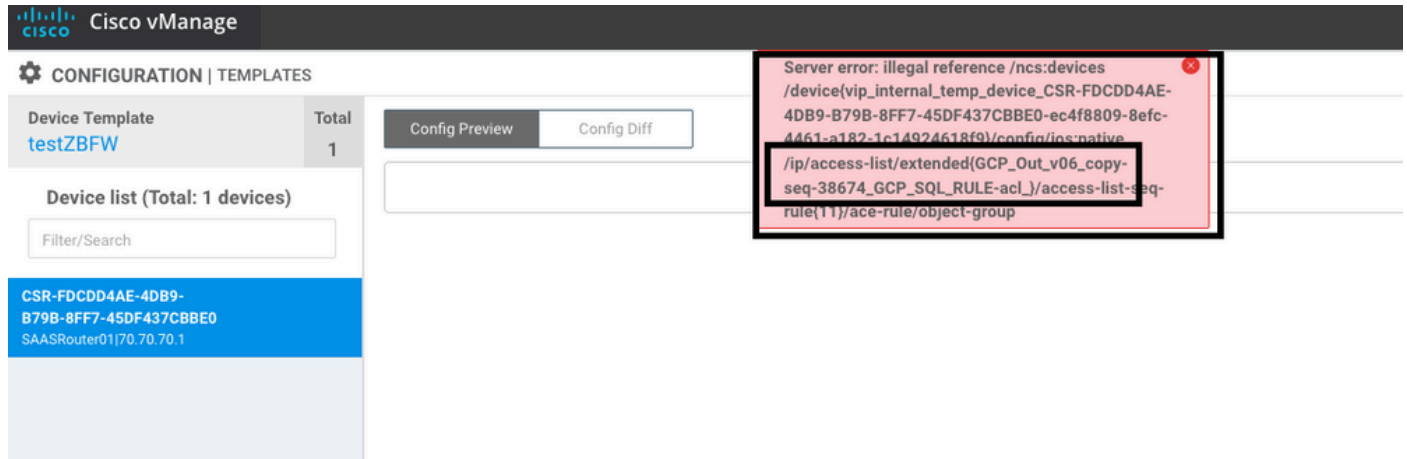 cisco
Cisco vManage
CONFIGURATION | TEMPLATES
Device Template
testZBFW
Total
1
Device list (Total: 1 devices)
Filter/Search
CSR-FDCDD4AE-4DB9-
B79B-8FF7-45DF437CBBE0
SAASRouter01|70.70.70.1
Config Preview
Config Diff
Server error: illegal reference /ncs:devices
/device{vip_internal_temp_device_CSR-FDCDD4AE-
4DB9-B79B-8FF7-45DF437CBBE0-ec4f8809-8efc-
4461-a182-1c14924618f9}/config/ios:native
/ip/access-list/extended{GCP_Out_v06_copy-
seq-38674_GCP_SQL_RULE-acl_}/access-list-seq-
rule{11}/ace-rule/object-group